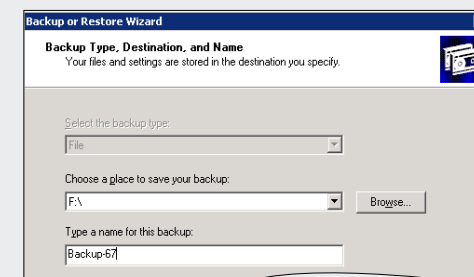 Backup or Restore Wizard
Backup Type, Destination, and Name
Your files and settings are stored in the destination you specify.
Select the backup type:
File
Choose a place to save your backup:
F:\
Browse...
Type a name for this backup:
Backup-67